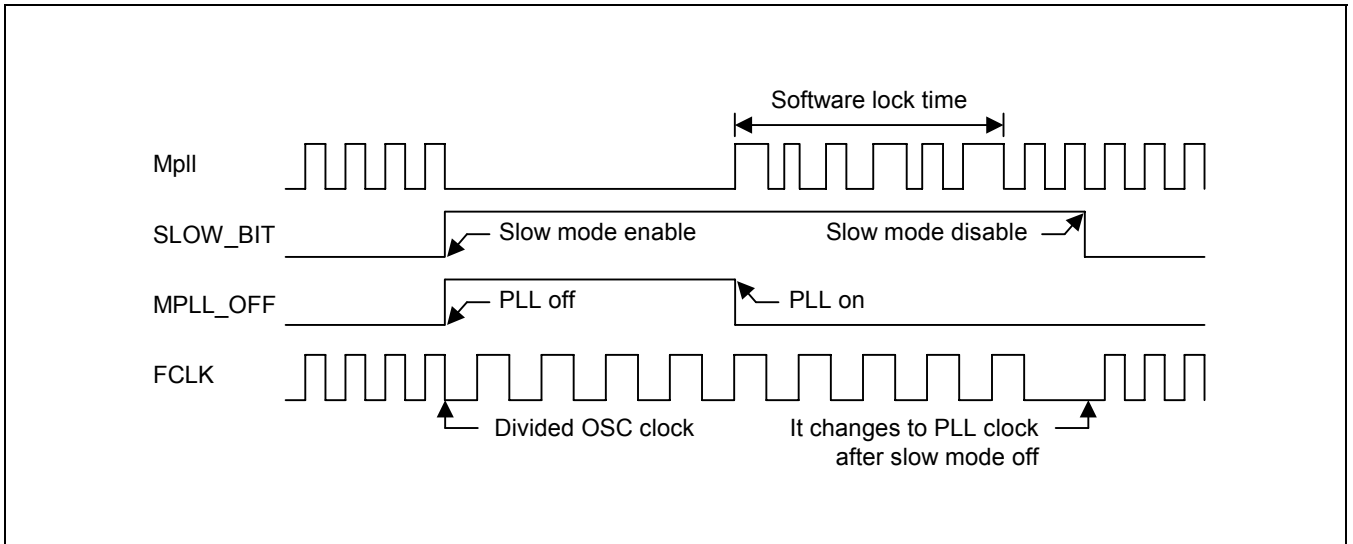 Software lock time
Mpll
SLOW_BIT
Slow mode enable
Slow mode disable
MPLL_OFF
PLL off
PLL on
FCLK
Divided OSC clock
It changes to PLL clock
after slow mode off